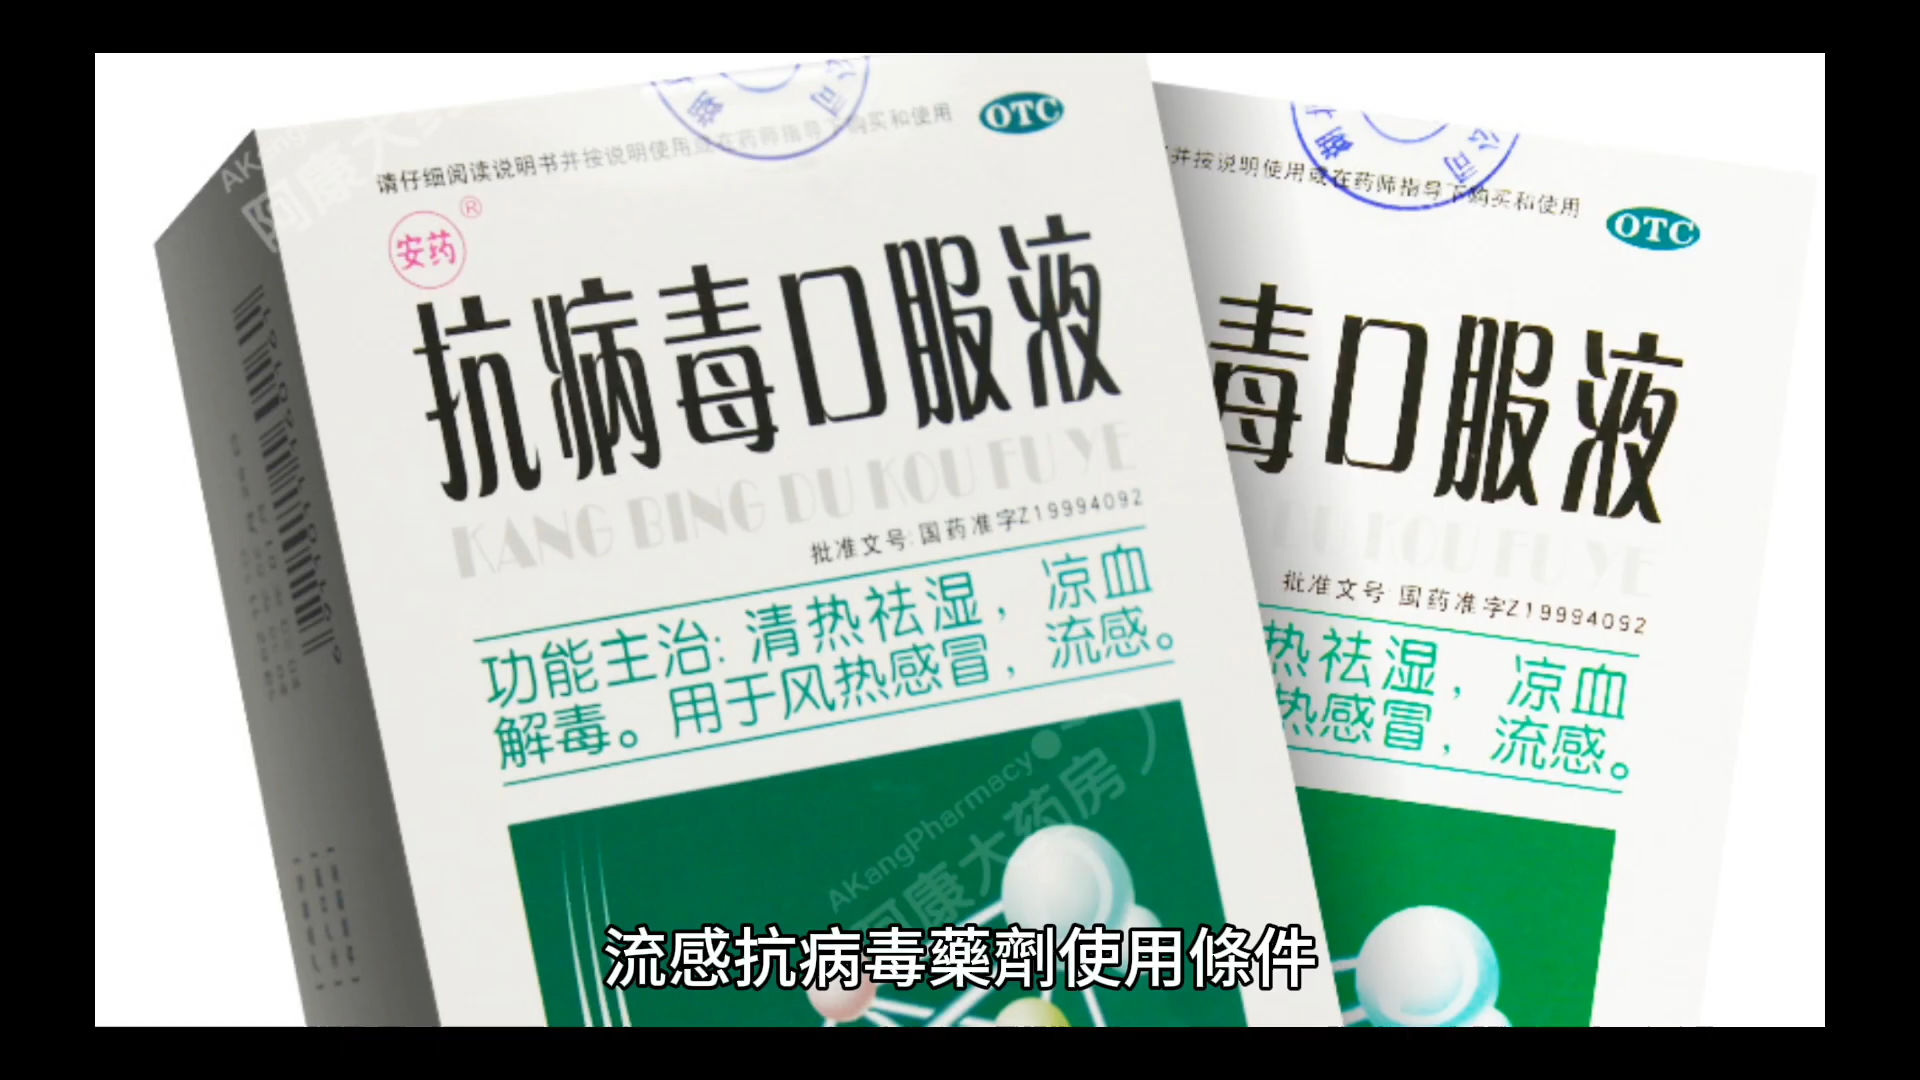 请仔细阅读说明书并按说明使用或在药师指导下购买和使用
OTC
安药
®
抗病毒口服液
KANG BING DU KOU FU YE
批准文号:国药准字Z19994092
功能主治:清热祛湿，凉血
解毒。用于风热感冒，流感。
AKangPharmacy
阿康大药房
并按说明使用或在药师指导下购买和使用
OTC
毒口服液
KOU FU YE
批准文号:国药准字Z19994092
热祛湿，凉血
热感冒，流感。
流感抗病毒藥劑使用條件